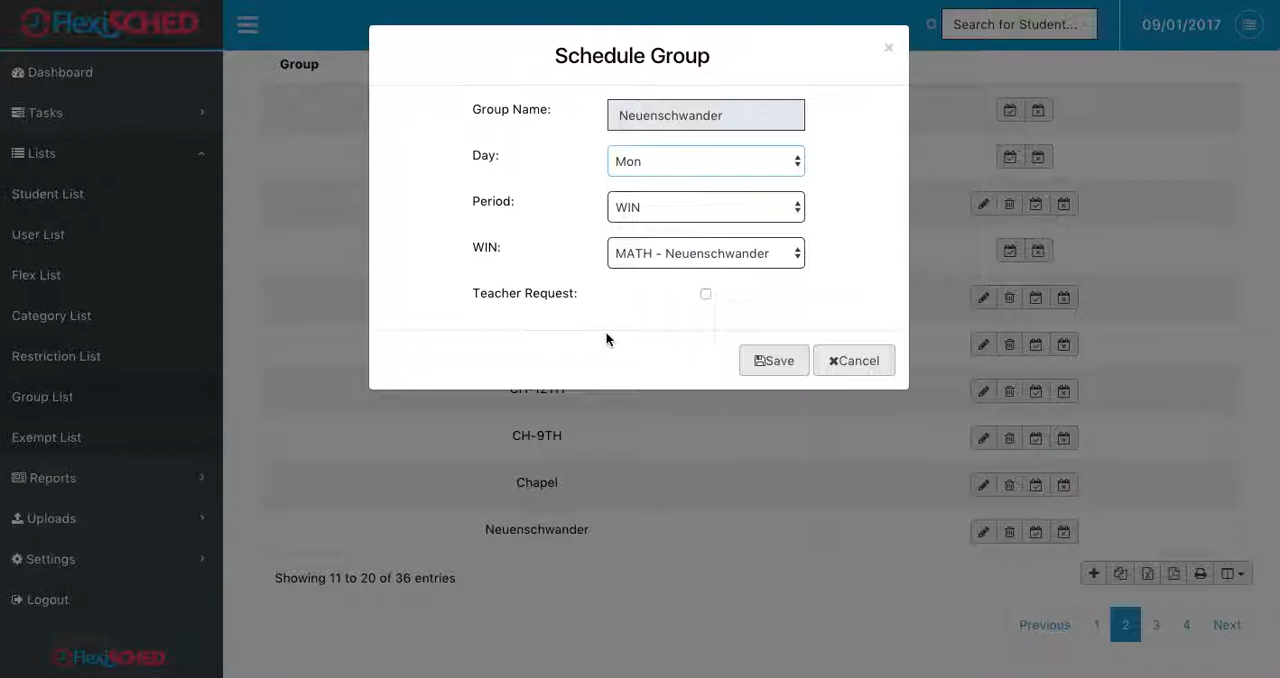 FlexiSCHED
Search for Student...
09/01/2017
Dashboard
Tasks
Lists
Student List
User List
Flex List
Category List
Restriction List
Group List
Exempt List
Reports
Uploads
Settings
Logout
FlexiSCHED
Group
Schedule Group
×
Group Name:
Neuenschwander
Day:
Mon
Period:
WIN
WIN:
MATH - Neuenschwander
Teacher Request:
Save
Cancel
CH-12TH
CH-9TH
Chapel
Neuenschwander
Showing 11 to 20 of 36 entries
Previous 1 2 3 4 Next